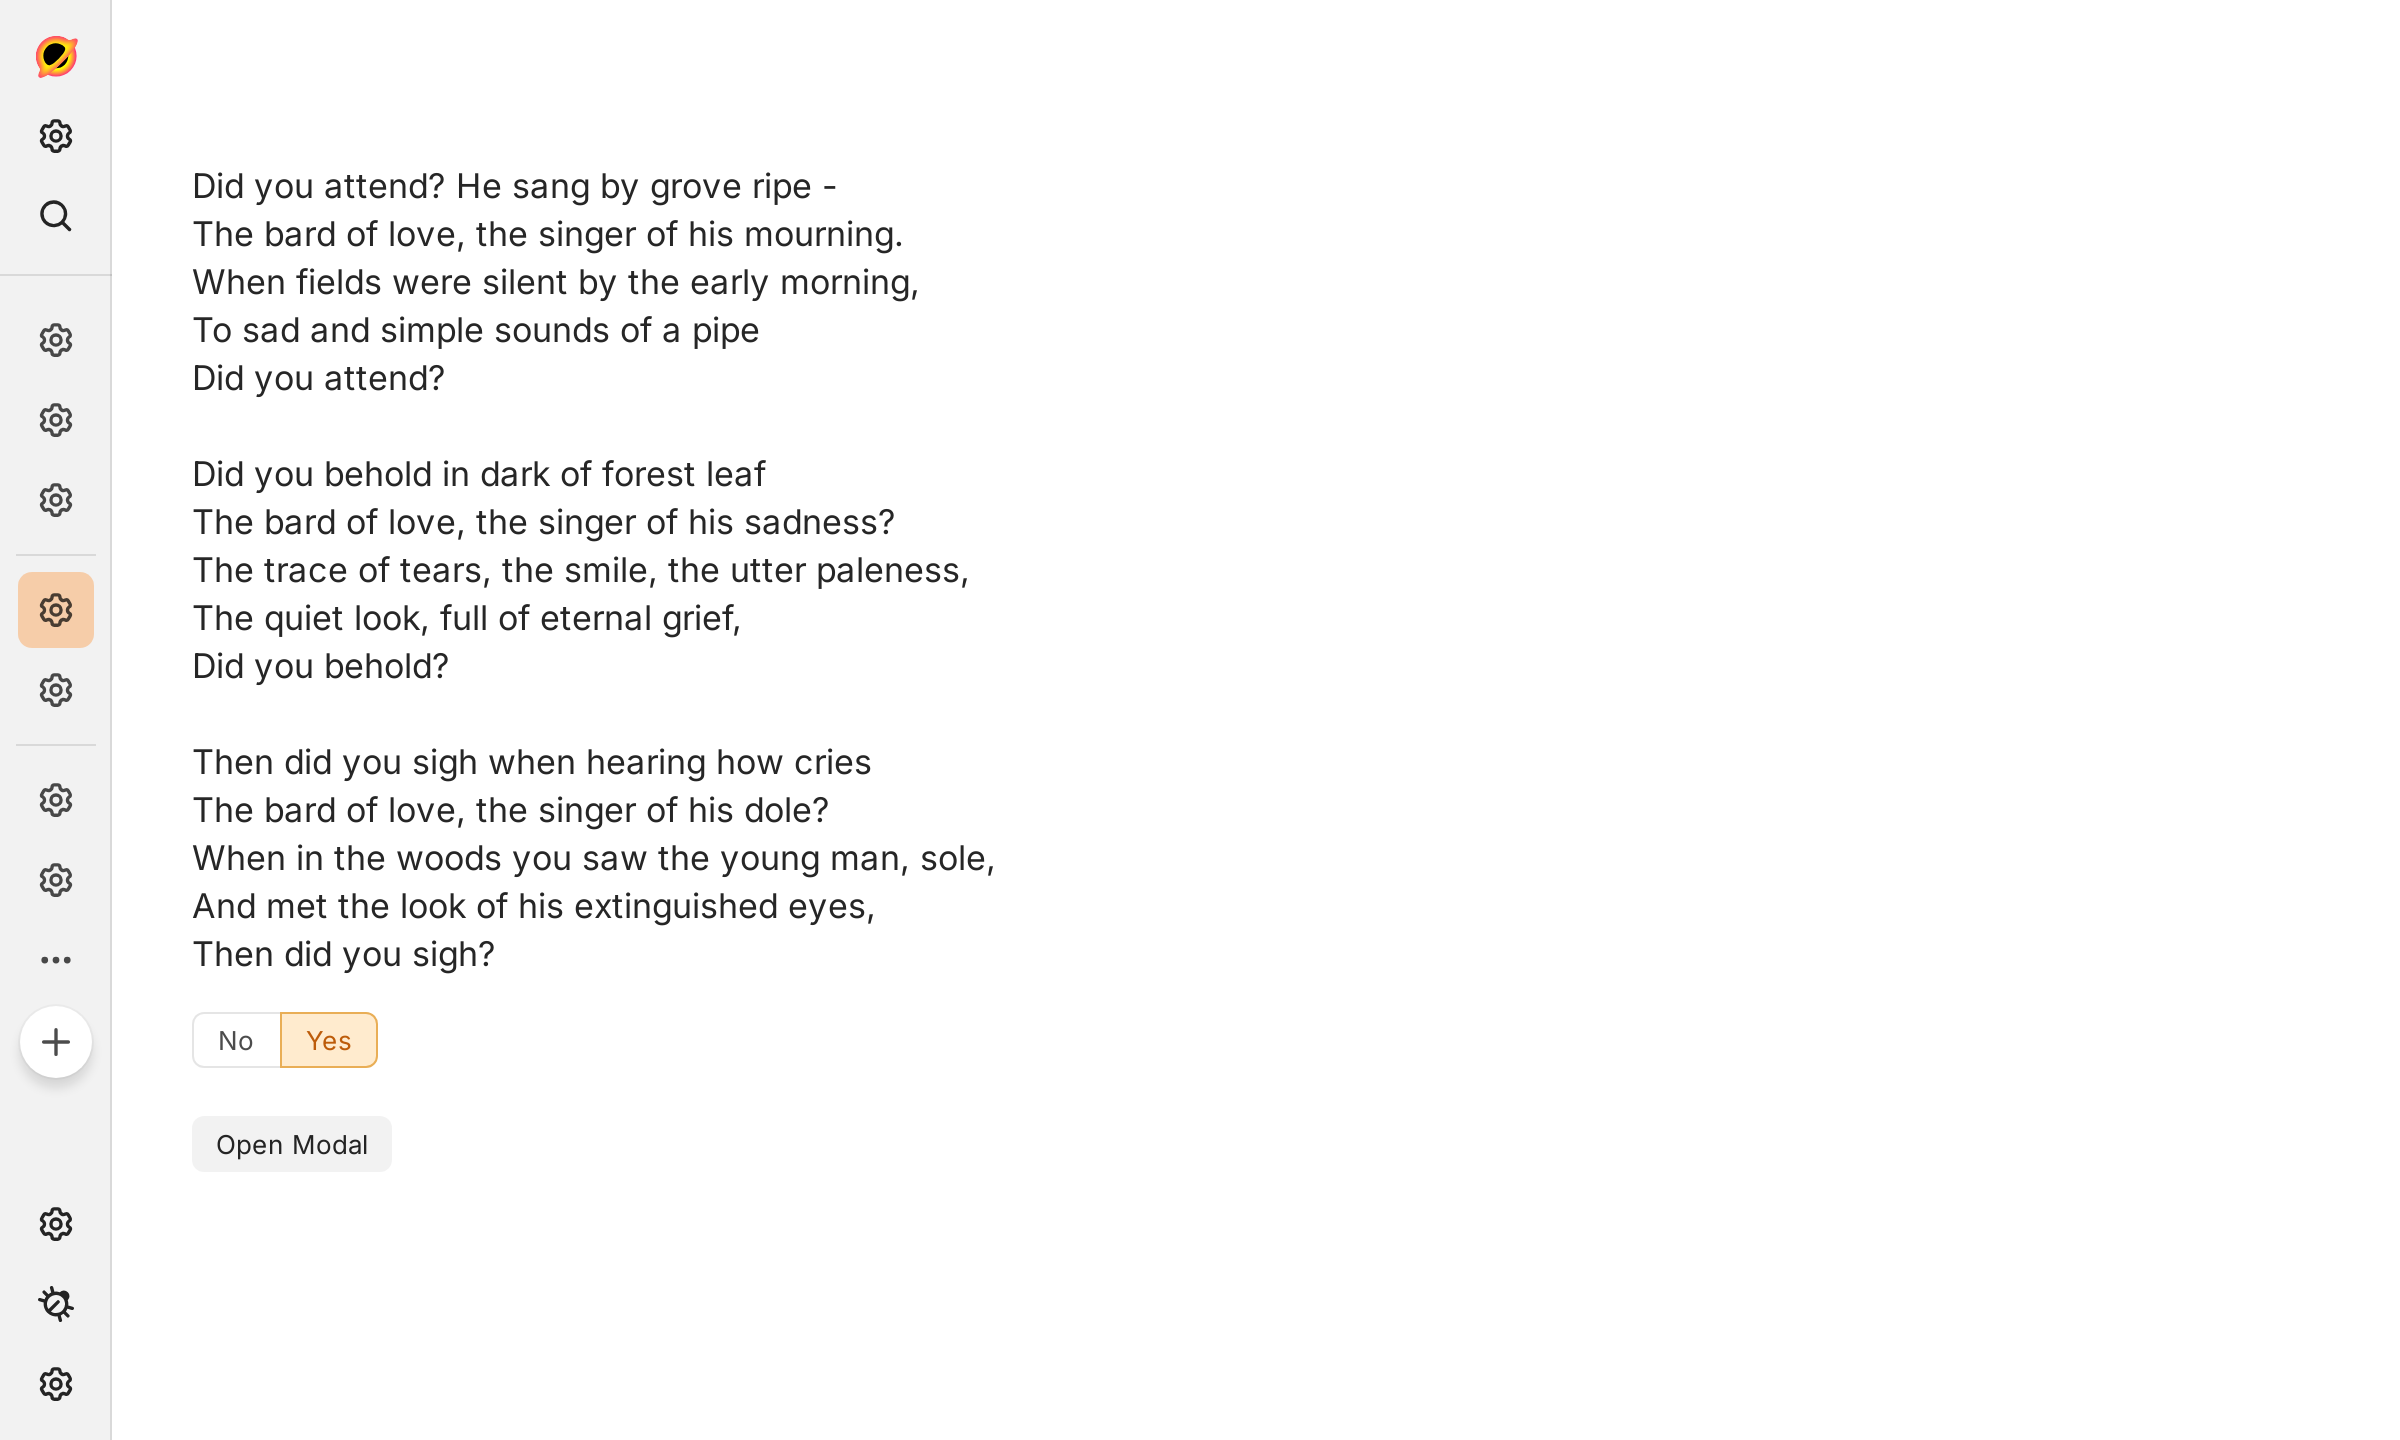 Did you attend? He sang by grove ripe -
The bard of love, the singer of his mourning.
When fields were silent by the early morning,
To sad and simple sounds of a pipe
Did you attend?
Did you behold in dark of forest leaf
The bard of love, the singer of his sadness?
The trace of tears, the smile, the utter paleness,
The quiet look, full of eternal grief,
Did you behold?
Then did you sigh when hearing how cries
The bard of love, the singer of his dole?
When in the woods you saw the young man, sole,
And met the look of his extinguished eyes,
Then did you sigh?
No Yes
Open Modal